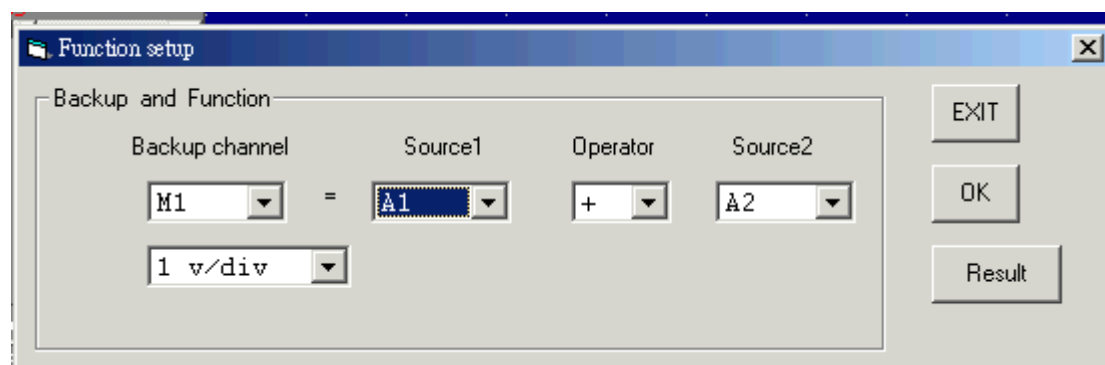 Function setup
Backup and Function
EXIT
Backup channel Source1 Operator Source2
M1 = A1 + A2
OK
1 v/div
Result